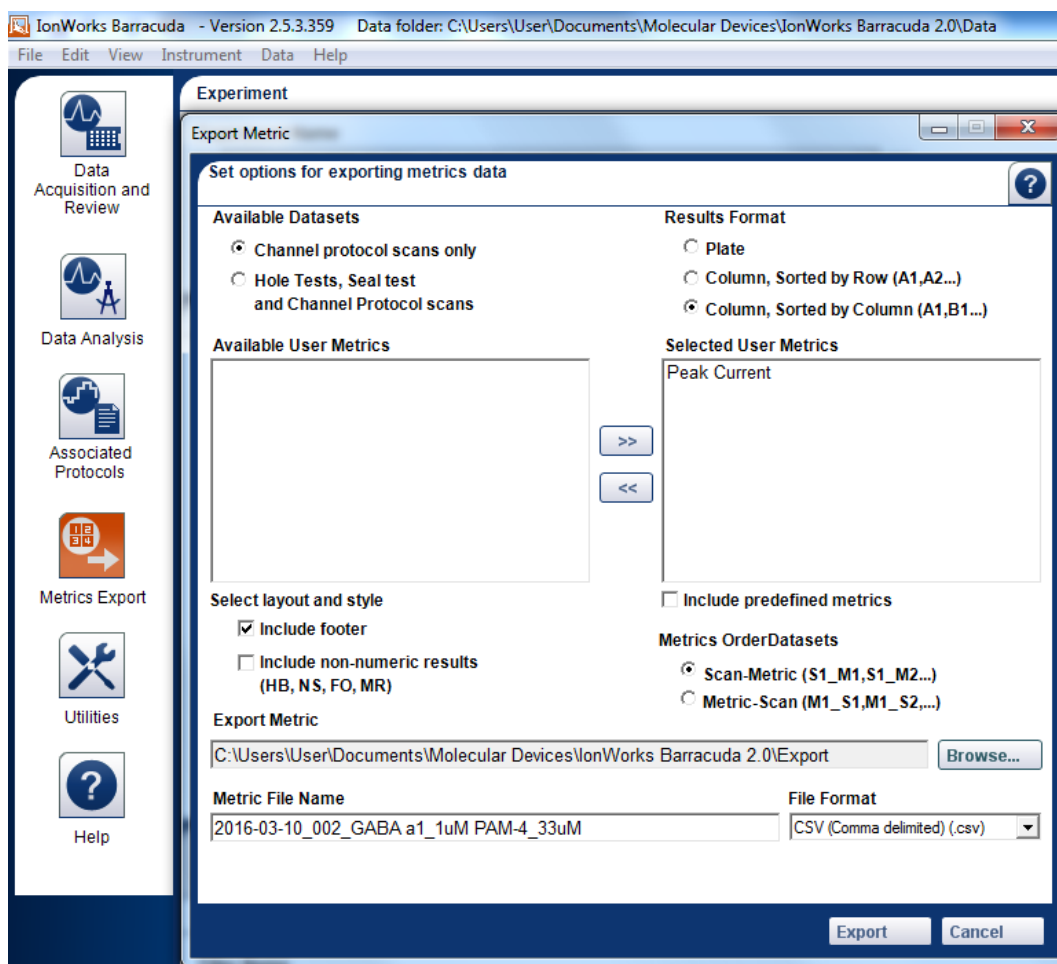 IonWorks Barracuda - Version 2.5.3.359 Data folder: C:\Users\User\Documents\Molecular Devices\IonWorks Barracuda 2.0\Data
File Edit View Instrument Data Help
Data
Acquisition and
Review
Data Analysis
Associated
Protocols
Metrics Export
Utilities
Help
Experiment
Export Metric
Set options for exporting metrics data
?
Available Datasets
Channel protocol scans only
Hole Tests, Seal test
and Channel Protocol scans
Results Format
Plate
Column, Sorted by Row (A1,A2...)
Column, Sorted by Column (A1,B1...)
Available User Metrics
Selected User Metrics
Peak Current
>>
<<
Select layout and style
Include footer
Include non-numeric results
(HB, NS, FO, MR)
Include predefined metrics
Metrics OrderDatasets
Scan-Metric (S1_M1,S1_M2...)
Metric-Scan (M1_S1,M1_S2,...)
Export Metric
C:\Users\User\Documents\Molecular Devices\IonWorks Barracuda 2.0\Export
Browse...
Metric File Name
File Format
2016-03-10_002_GABA a1_1uM PAM-4_33uM
CSV (Comma delimited) (.csv)
Export
Cancel